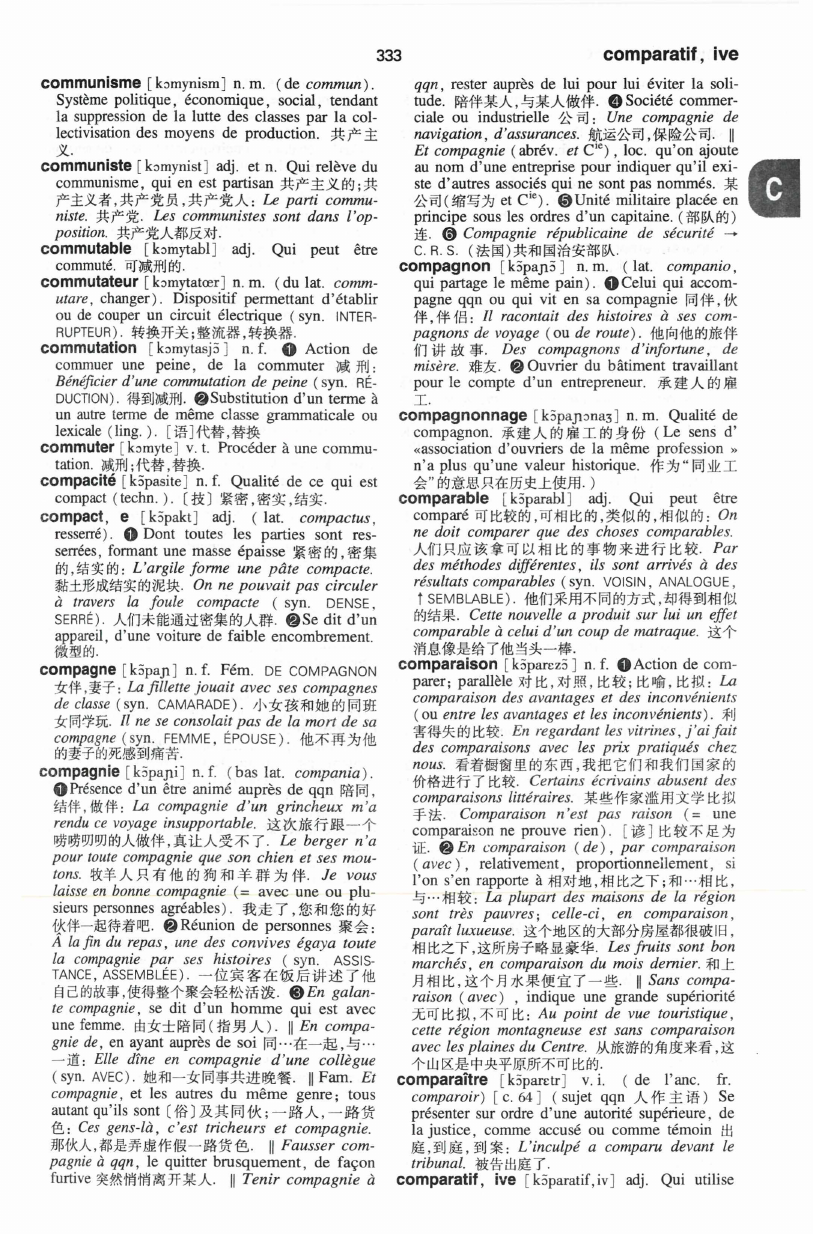 333
comparatif, ive
communisme [kɔmynism] n. m. (de commun).
Système politique, économique, social, tendant
la suppression de la lutte des classes par la col-
lectivisation des moyens de production. 共产主
义.
communiste [kɔmynist] adj. et n. Qui relève du
communisme, qui en est partisan 共产主义的;共
产主义者,共产党员,共产党人: Le parti commu-
niste. 共产党. Les communistes sont dans l'op-
position. 共产党人都反对.
commutable [kɔmytabl] adj. Qui peut être
commuté. 可减刑的.
commutateur [kɔmytatœr] n. m. (du lat. comm-
utare, changer). Dispositif permettant d'établir
ou de couper un circuit électrique (syn. INTER-
RUPTEUR). 转换开关;整流器,转换器.
commutation [kɔmytasjɔ̃] n. f. ❶ Action de
commuer une peine, de la commuter 减刑:
Bénéficier d'une commutation de peine (syn. RÉ-
DUCTION). 得到减刑. ❷Substitution d'un terme à
un autre terme de même classe grammaticale ou
lexicale (ling.). [语]代替,替换
commuter [kɔmyte] v. t. Procéder à une commu-
tation. 减刑;代替,替换.
compacité [kɔ̃pasite] n. f. Qualité de ce qui est
compact (techn.). [技] 紧密,密实,结实.
compact, e [kɔ̃pakt] adj. (lat. compactus,
resserré). ❶ Dont toutes les parties sont res-
serrées, formant une masse épaisse 紧密的,密集
的,结实的: L'argile forme une pâte compacte.
黏土形成结实的泥块. On ne pouvait pas circuler
à travers la foule compacte (syn. DENSE,
SERRÉ). 人们未能通过密集的人群. ❷Se dit d'un
appareil, d'une voiture de faible encombrement.
微型的.
compagne [kɔ̃paɲ] n. f. Fém. DE COMPAGNON
女伴,妻子: La fillette jouait avec ses compagnes
de classe (syn. CAMARADE). 小女孩和她的同班
女同学玩. Il ne se consolait pas de la mort de sa
compagne (syn. FEMME, ÉPOUSE). 他不再为他
的妻子的死感到痛苦.
compagnie [kɔ̃paɲi] n. f. (bas lat. compania).
❶Présence d'un être animé auprès de qqn 陪同,
结伴,做伴: La compagnie d'un grincheux m'a
rendu ce voyage insupportable. 这次旅行跟一个
唠唠叨叨的人做伴,真让人受不了. Le berger n'a
pour toute compagnie que son chien et ses mou-
tons. 牧羊人只有他的狗和羊群为伴. Je vous
laisse en bonne compagnie (= avec une ou plu-
sieurs personnes agréables). 我走了,您和您的好
伙伴一起待着吧. ❷Réunion de personnes 聚会:
À la fin du repas, une des convives égaya toute
la compagnie par ses histoires (syn. ASSIS-
TANCE, ASSEMBLÉE). 一位宾客在饭后讲述了他
自己的故事,使得整个聚会轻松活泼. ❸En galan-
te compagnie, se dit d'un homme qui est avec
une femme. 由女士陪同(指男人). ‖ En compa-
gnie de, en ayant auprès de soi 同…在一起,与…
一道: Elle dîne en compagnie d'une collègue
(syn. AVEC). 她和一女同事共进晚餐. ‖ Fam. Et
compagnie, et les autres du même genre; tous
autant qu'ils sont [俗]及其同伙;一路人,一路货
色: Ces gens-là, c'est tricheurs et compagnie.
那伙人,都是弄虚作假一路货色. ‖ Fausser com-
pagnie à qqn, le quitter brusquement, de façon
furtive 突然悄悄离开某人. ‖ Tenir compagnie à
qqn, rester auprès de lui pour lui éviter la soli-
tude. 陪伴某人,与某人做伴. ❹Société commer-
ciale ou industrielle 公司: Une compagnie de
navigation, d'assurances. 航运公司,保险公司. ‖
Et compagnie (abrév. et Cie), loc. qu'on ajoute
au nom d'une entreprise pour indiquer qu'il exi-
ste d'autres associés qui ne sont pas nommés. 某
公司(缩写为 et Cie). ❺Unité militaire placée en
principe sous les ordres d'un capitaine. (部队的)
连. ❻ Compagnie républicaine de sécurité →
C. R. S. (法国)共和国治安部队.
C
compagnon [kɔ̃paɲɔ̃] n. m. (lat. companio,
qui partage le même pain). ❶Celui qui accom-
pagne qqn ou qui vit en sa compagnie 同伴,伙
伴,伴侣: Il racontait des histoires à ses com-
pagnons de voyage (ou de route). 他向他的旅伴
们讲故事. Des compagnons d'infortune, de
misère. 难友. ❷Ouvrier du bâtiment travaillant
pour le compte d'un entrepreneur. 承建人的雇
工.
compagnonnage [kɔ̃paɲɔnaʒ] n. m. Qualité de
compagnon. 承建人的雇工的身份 (Le sens d'
«association d'ouvriers de la même profession »
n'a plus qu'une valeur historique. 作为“同业工
会”的意思只在历史上使用.)
comparable [kɔ̃parabl] adj. Qui peut être
comparé 可比较的,可相比的,类似的,相似的: On
ne doit comparer que des choses comparables.
人们只应该拿可以相比的事物来进行比较. Par
des méthodes différentes, ils sont arrivés à des
résultats comparables (syn. VOISIN, ANALOGUE,
↑SEMBLABLE). 他们采用不同的方式,却得到相似
的结果. Cette nouvelle a produit sur lui un effet
comparable à celui d'un coup de matraque. 这个
消息像是给了他当头一棒.
comparaison [kɔ̃parɛzɔ̃] n. f. ❶Action de com-
parer; parallèle 对比,对照,比较;比喻,比拟: La
comparaison des avantages et des inconvénients
(ou entre les avantages et les inconvénients). 利
害得失的比较. En regardant les vitrines, j'ai fait
des comparaisons avec les prix pratiqués chez
nous. 看着橱窗里的东西,我把它们和我们国家的
价格进行了比较. Certains écrivains abusent des
comparaisons littéraires. 某些作家滥用文学比拟
手法. Comparaison n'est pas raison (= une
comparaison ne prouve rien). [谚]比较不足为
证. ❷En comparaison (de), par comparaison
(avec), relativement, proportionnellement, si
l'on s'en rapporte à 相对地,相比之下;和…相比,
与…相较: La plupart des maisons de la région
sont très pauvres; celle-ci, en comparaison,
paraît luxueuse. 这个地区的大部分房屋都很破旧,
相比之下,这所房子略显豪华. Les fruits sont bon
marchés, en comparaison du mois dernier. 和上
月相比,这个月水果便宜了一些. ‖ Sans compa-
raison (avec) , indique une grande supériorité
无可比拟,不可比: Au point de vue touristique,
cette région montagneuse est sans comparaison
avec les plaines du Centre. 从旅游的角度来看,这
个山区是中央平原所不可比的.
comparaître [kɔ̃parɛtr] v. i. (de l'anc. fr.
comparoir) [c. 64] (sujet qqn 人作主语) Se
présenter sur ordre d'une autorité supérieure, de
la justice, comme accusé ou comme témoin 出
庭,到庭,到案: L'inculpé a comparu devant le
tribunal. 被告出庭了.
comparatif, ive [kɔ̃paratif,iv] adj. Qui utilise